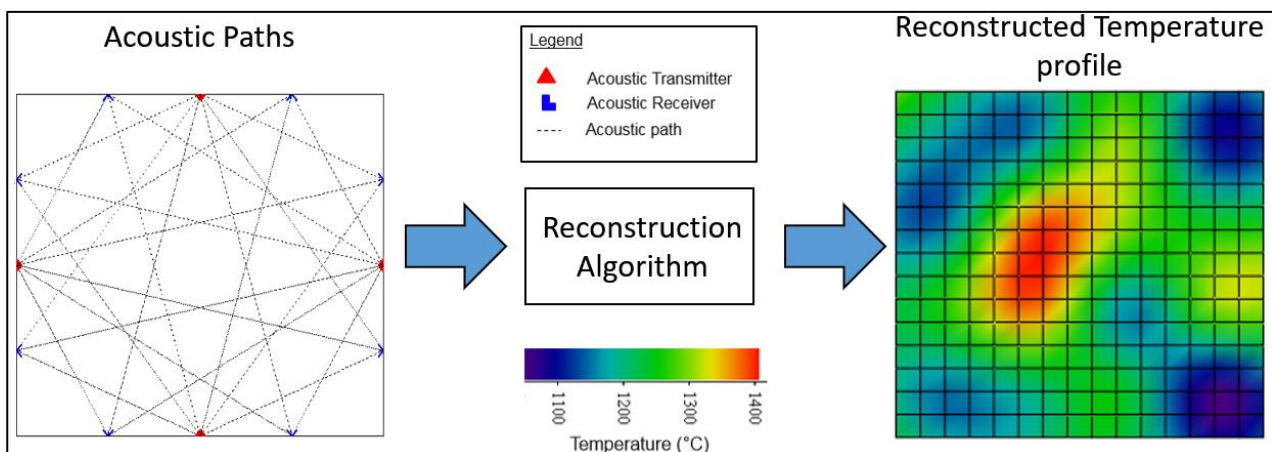 Acoustic Paths
Legend
Acoustic Transmitter
Acoustic Receiver
Acoustic path
Reconstruction
Algorithm
1100 1200 1300 1400
Temperature (°C)
Reconstructed Temperature
profile